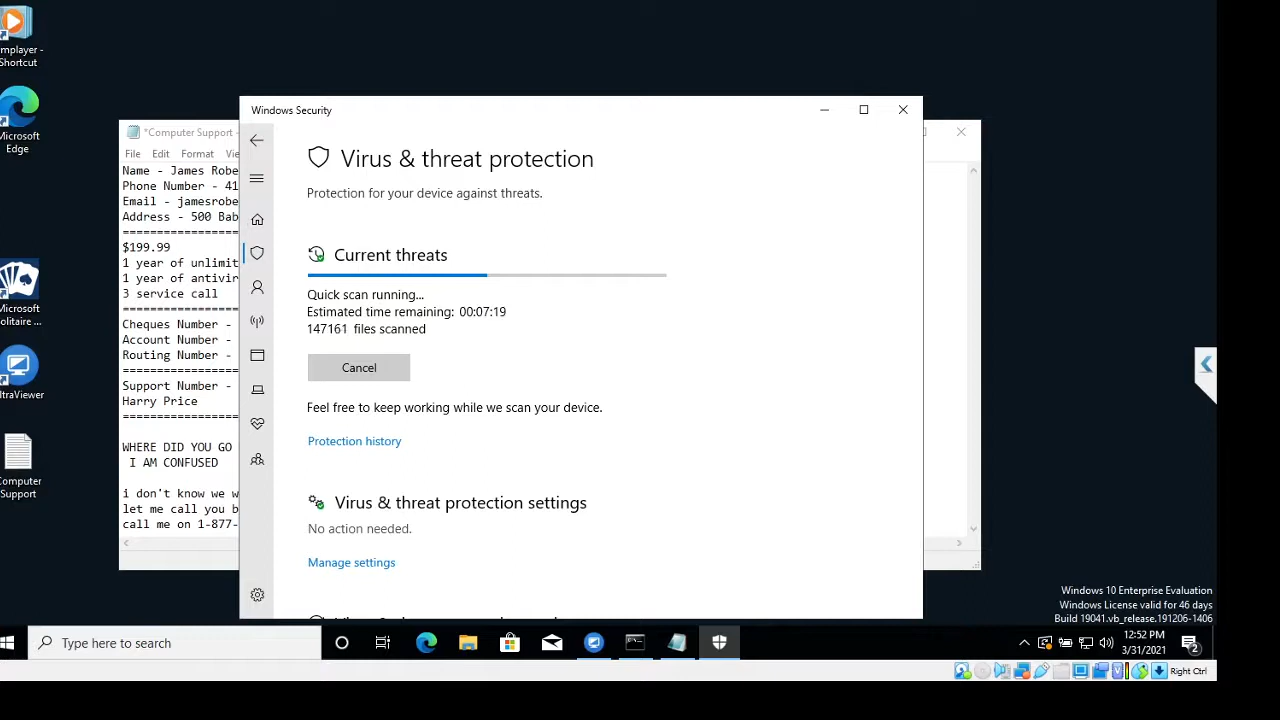 mplayer -
Shortcut
Microsoft
Edge
Microsoft
Solitaire ...
ltraViewer
Computer
Support
*Computer Support -
File Edit Format
Name - James
Phone Number - 41
Email -
Address - 500
==================
$199.99
1 year of
1 year of
3 service call
==================
Cheques Number -
Account Number -
Routing Number -
==================
Support Number -
Harry Price
==================
WHERE DID YOU GO
I AM CONFUSED
i don't know we
let me call you
call me on 1-877-
Windows Security
Virus & threat protection
Protection for your device against threats.
Current threats
Quick scan running...
Estimated time remaining: 00:07:19
147161 files scanned
Cancel
Feel free to keep working while we scan your device.
Protection history
Virus & threat protection settings
No action needed.
Manage settings
Windows 10 Enterprise Evaluation
Windows License valid for 46 days
Build 19041.vb_release.191206-1406
Type here to search
12:52 PM
3/31/2021
2
Right Ctrl